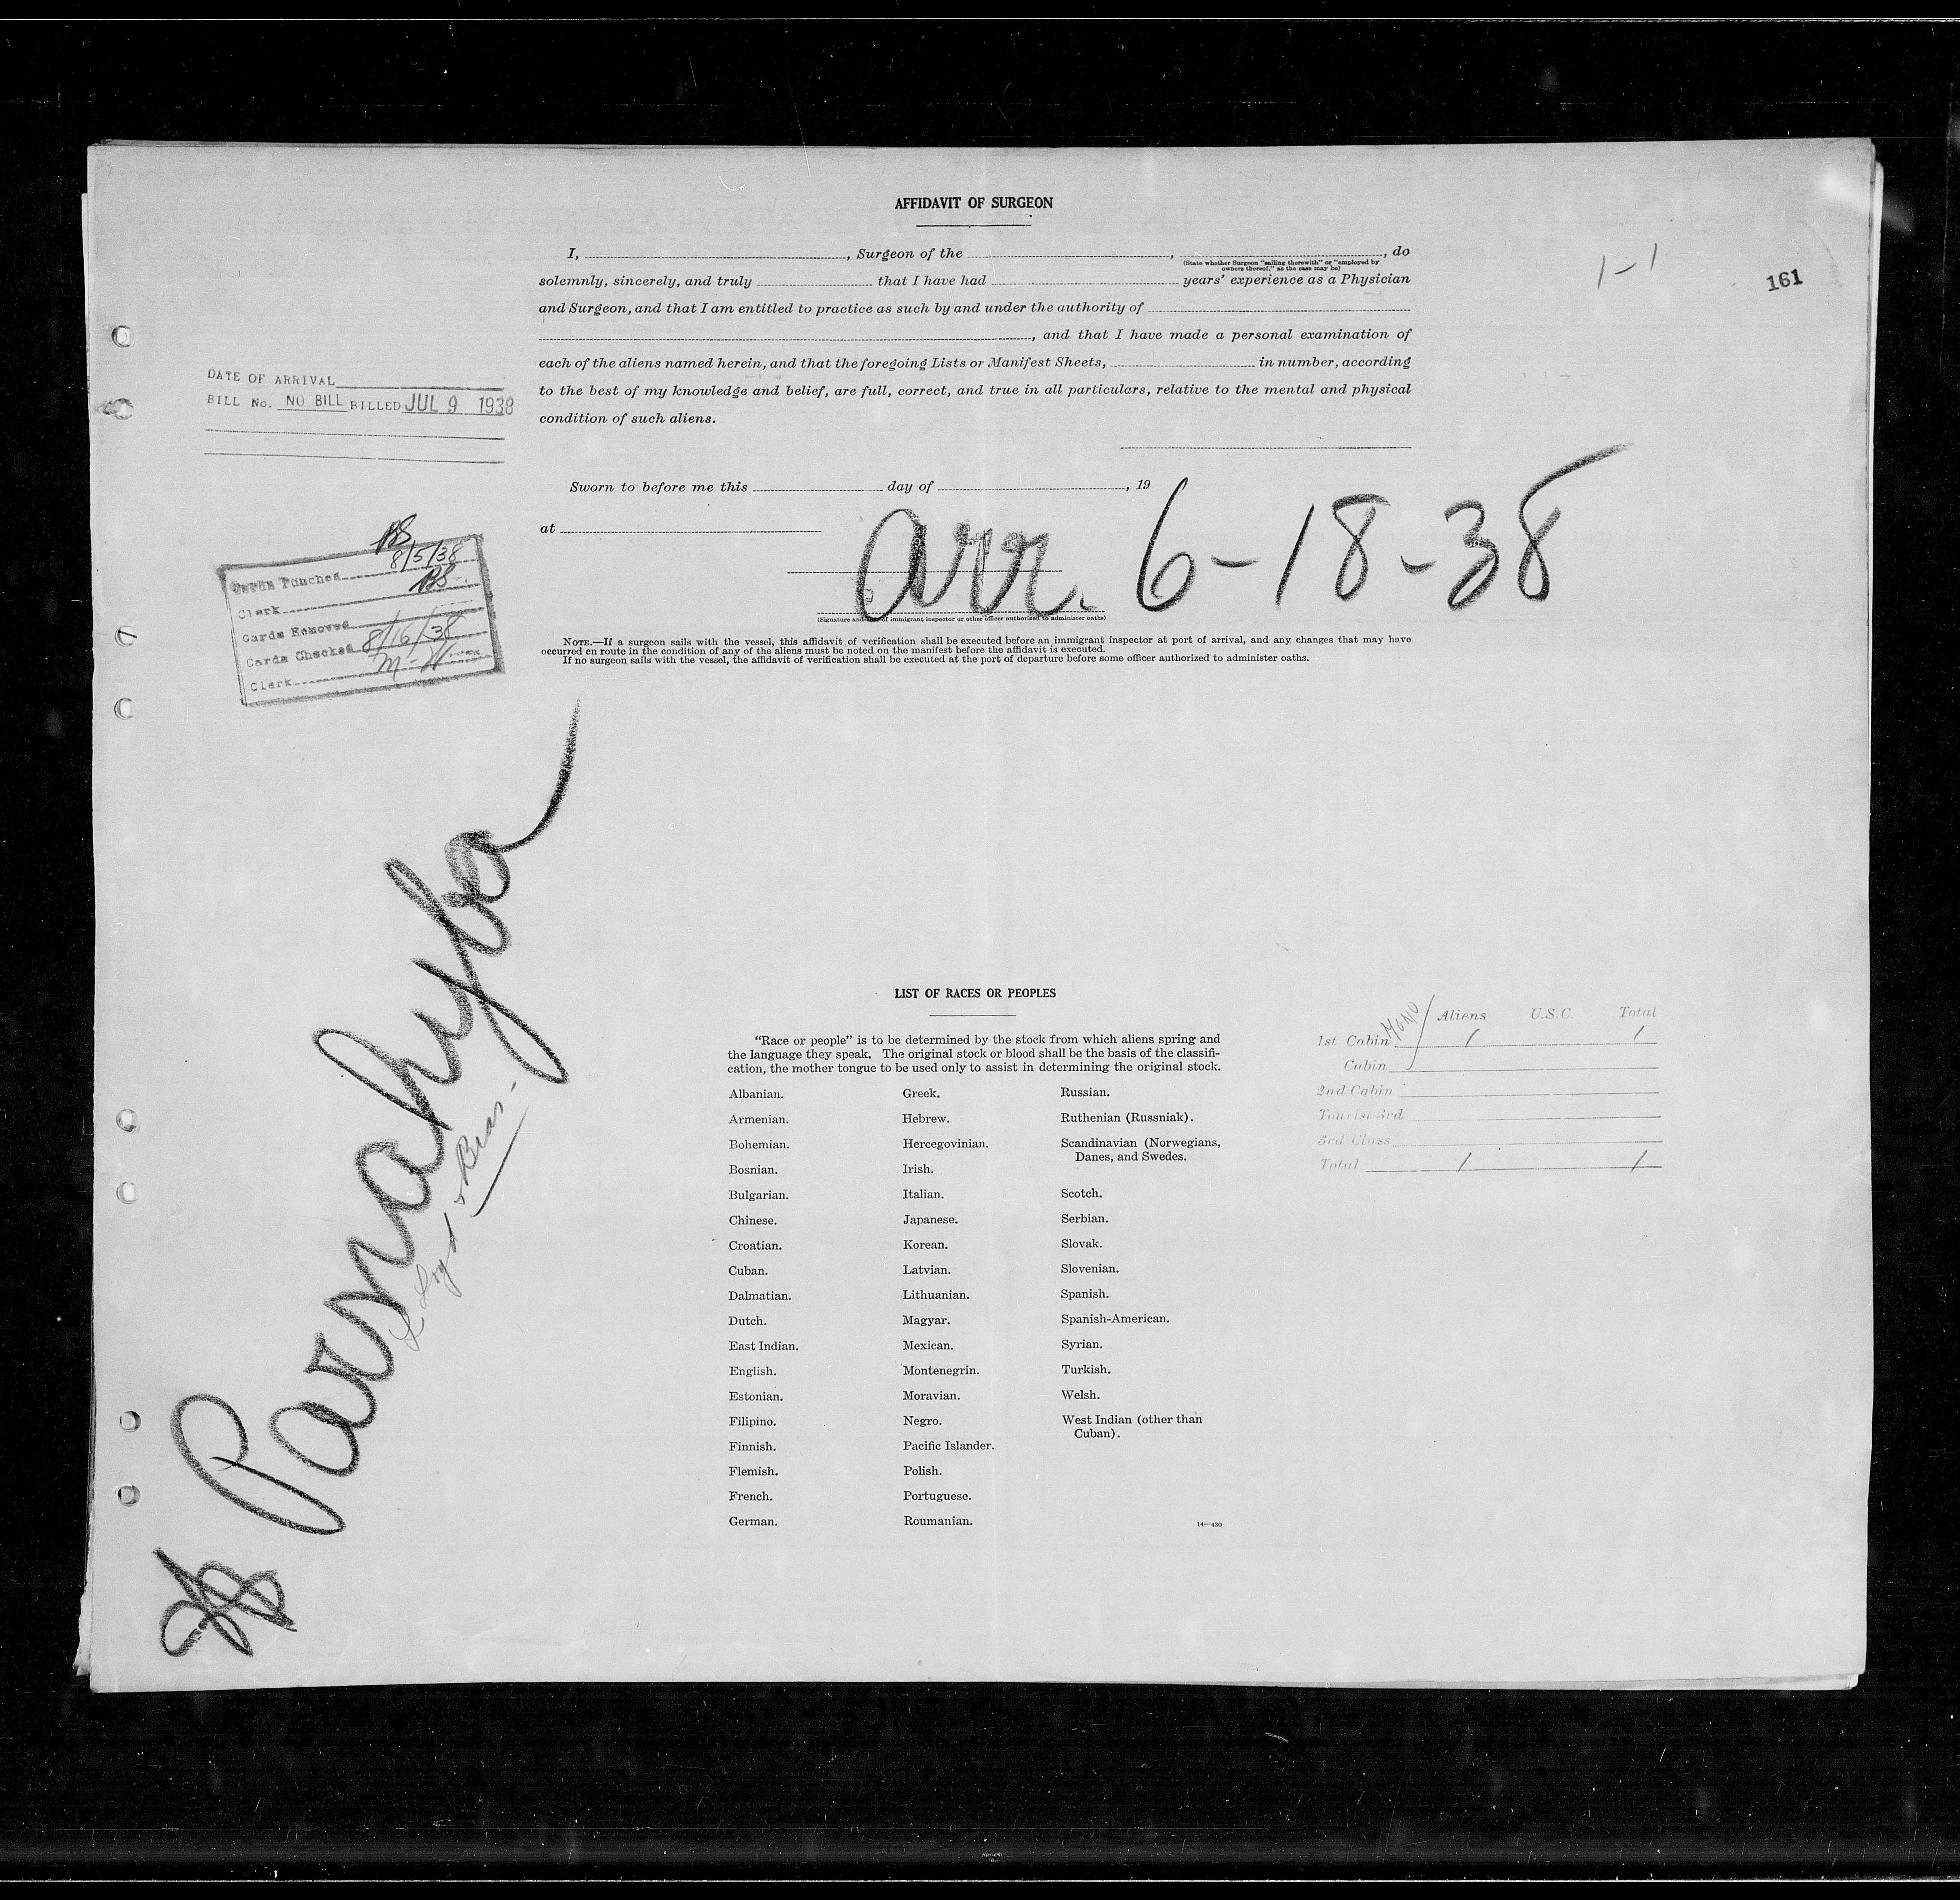 AFFIDAVIT OF SURGEON
1-1
161
I, , Surgeon of the , , do
(State whether Surgeon "sailing therewith" or "employed by
owners thereof," as the case may be)
solemnly, sincerely, and truly that I have had years' experience as a Physician
and Surgeon, and that I am entitled to practice as such by and under the authority of
, and that I have made a personal examination of
each of the aliens named herein, and that the foregoing Lists or Manifest Sheets, in number, according
to the best of my knowledge and belief, are full, correct, and true in all particulars, relative to the mental and physical
condition of such aliens.
DATE OF ARRIVAL
BILL No. NO BILL BILLED JUL 9 1938
Sworn to before me this day of , 19
at
arr. 6-18-38
(Signature and of immigrant inspector or other officer authorized to administer oaths)
NOTE.—If a surgeon sails with the vessel, this affidavit of verification shall be executed before an immigrant inspector at port of arrival, and any changes that may have
occurred en route in the condition of any of the aliens must be noted on the manifest before the affidavit is executed.
If no surgeon sails with the vessel, the affidavit of verification shall be executed at the port of departure before some officer authorized to administer oaths.
BS
Cards Punched 8/5/38
Clerk BS
Cards Removed
Cards Checked 8/16/38
Clerk
SS Parnahyba
Lloyd Bras.
LIST OF RACES OR PEOPLES
"Race or people" is to be determined by the stock from which aliens spring and
the language they speak. The original stock or blood shall be the basis of the classifi-
cation, the mother tongue to be used only to assist in determining the original stock.
Albanian.
Armenian.
Bohemian.
Bosnian.
Bulgarian.
Chinese.
Croatian.
Cuban.
Dalmatian.
Dutch.
East Indian.
English.
Estonian.
Filipino.
Finnish.
Flemish.
French.
German.
Greek.
Hebrew.
Hercegovinian.
Irish.
Italian.
Japanese.
Korean.
Latvian.
Lithuanian.
Magyar.
Mexican.
Montenegrin.
Moravian.
Negro.
Pacific Islander.
Polish.
Portuguese.
Roumanian.
Russian.
Ruthenian (Russniak).
Scandinavian (Norwegians,
Danes, and Swedes.
Scotch.
Serbian.
Slovak.
Slovenian.
Spanish.
Spanish-American.
Syrian.
Turkish.
Welsh.
West Indian (other than
Cuban).
14—430
Aliens U.S.C. Total
1st Cabin MONO 1 1
Cabin
2nd Cabin
Tourist 3rd
3rd Class
Total 1 1